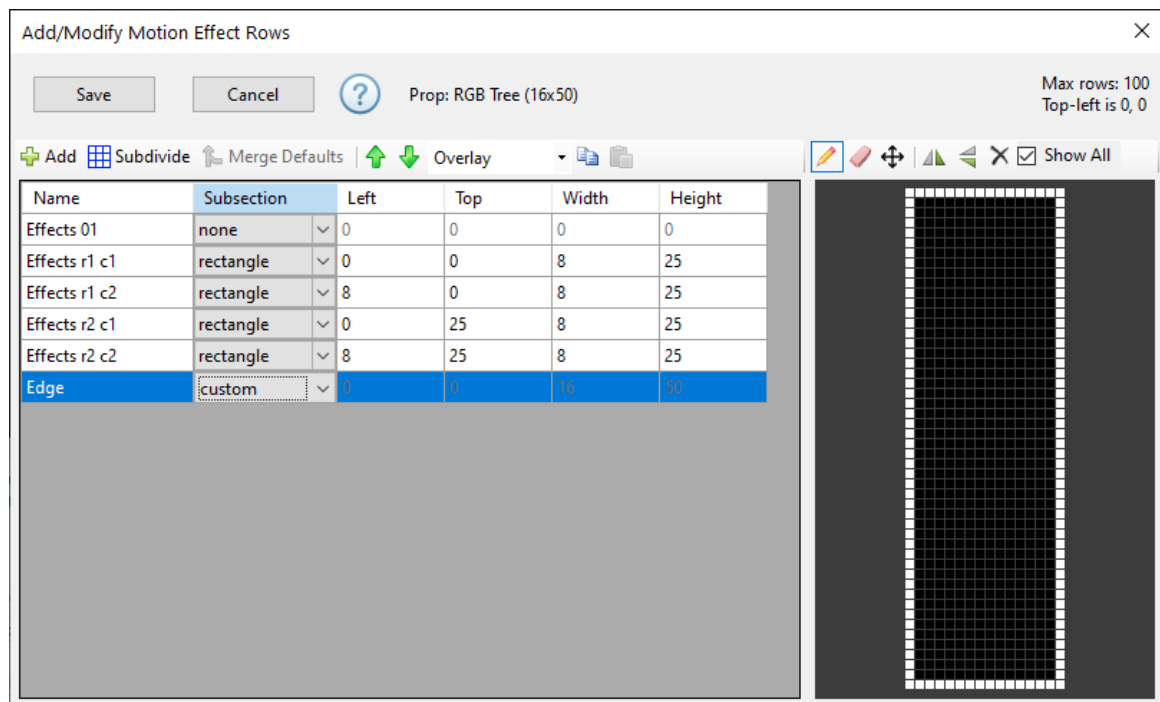 Add/Modify Motion Effect Rows
Save Cancel ? Prop: RGB Tree (16x50) Max rows: 100
Top-left is 0, 0
Add Subdivide Merge Defaults Overlay Show All
Name Subsection Left Top Width Height
Effects 01 none 0 0 0 0
Effects r1 c1 rectangle 0 0 8 25
Effects r1 c2 rectangle 8 0 8 25
Effects r2 c1 rectangle 0 25 8 25
Effects r2 c2 rectangle 8 25 8 25
Edge custom 0 0 16 50